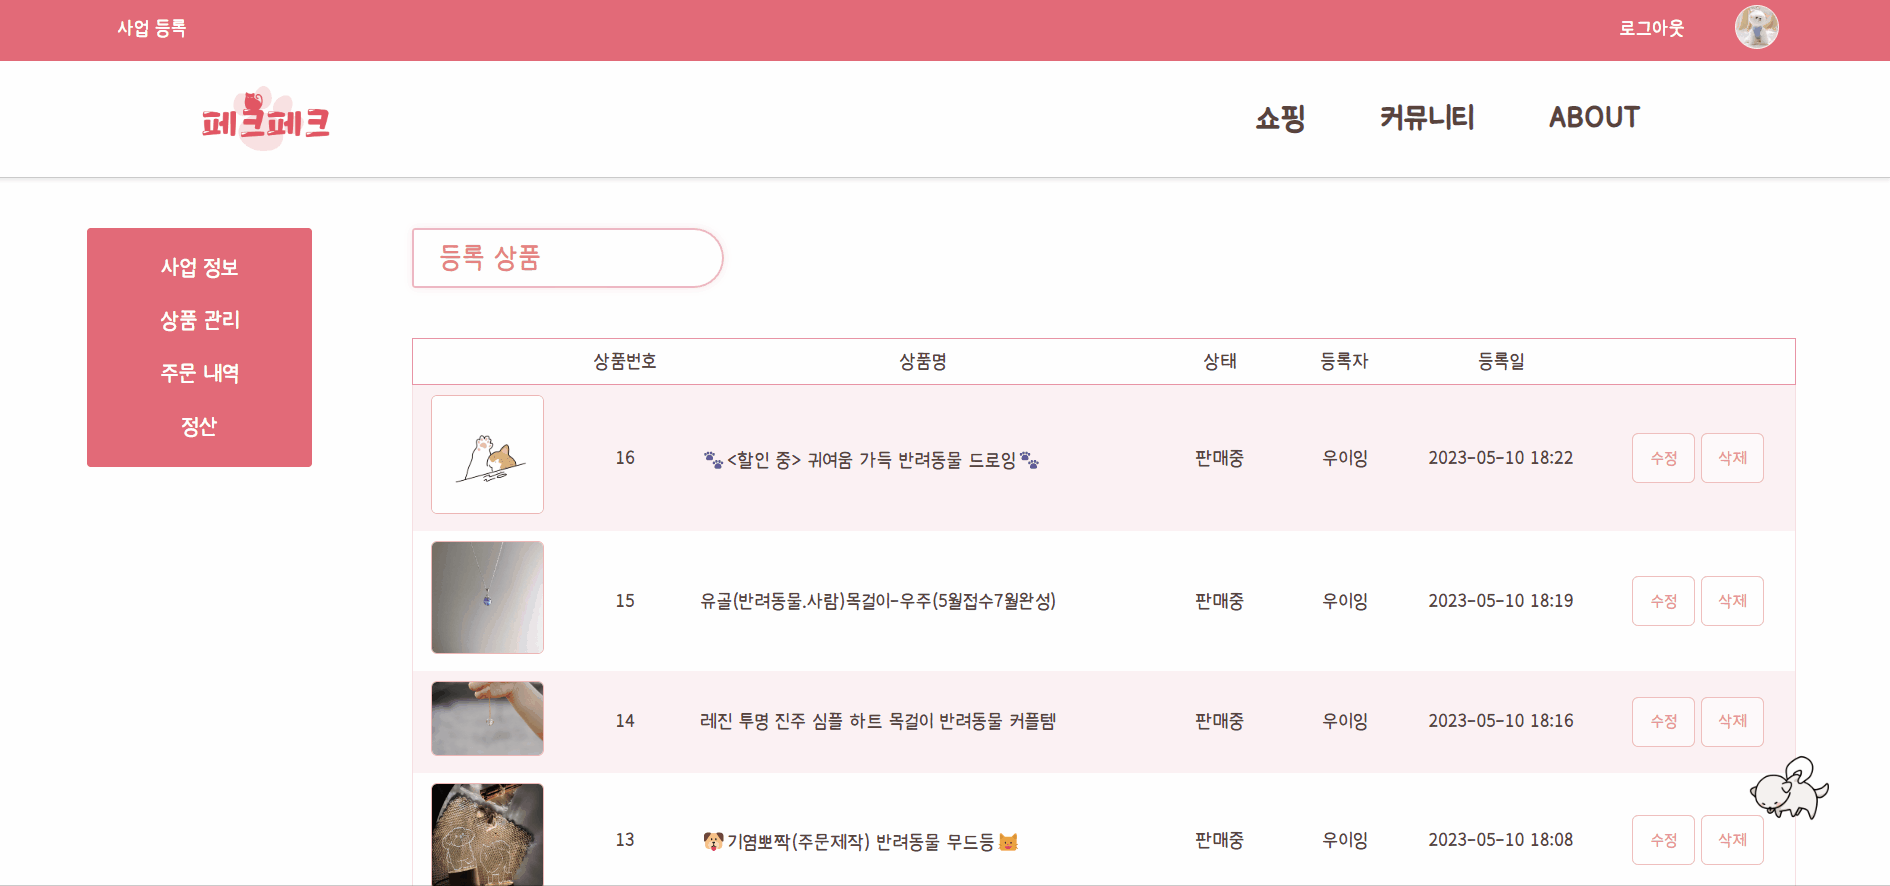 사업 등록 로그아웃
페크페크 쇼핑 커뮤니티 ABOUT
사업 정보
상품 관리
주문 내역
정산
등록 상품
상품번호 상품명 상태 등록자 등록일
16 🐾<할인 중> 귀여움 가득 반려동물 드로잉🐾 판매중 우이잉 2023-05-10 18:22 수정 삭제
15 유골(반려동물.사람)목걸이-우주(5월접수7월완성) 판매중 우이잉 2023-05-10 18:19 수정 삭제
14 레진 투명 진주 심플 하트 목걸이 반려동물 커플템 판매중 우이잉 2023-05-10 18:16 수정 삭제
13 🐶기염뽀짝(주문제작) 반려동물 무드등🐱 판매중 우이잉 2023-05-10 18:08 수정 삭제